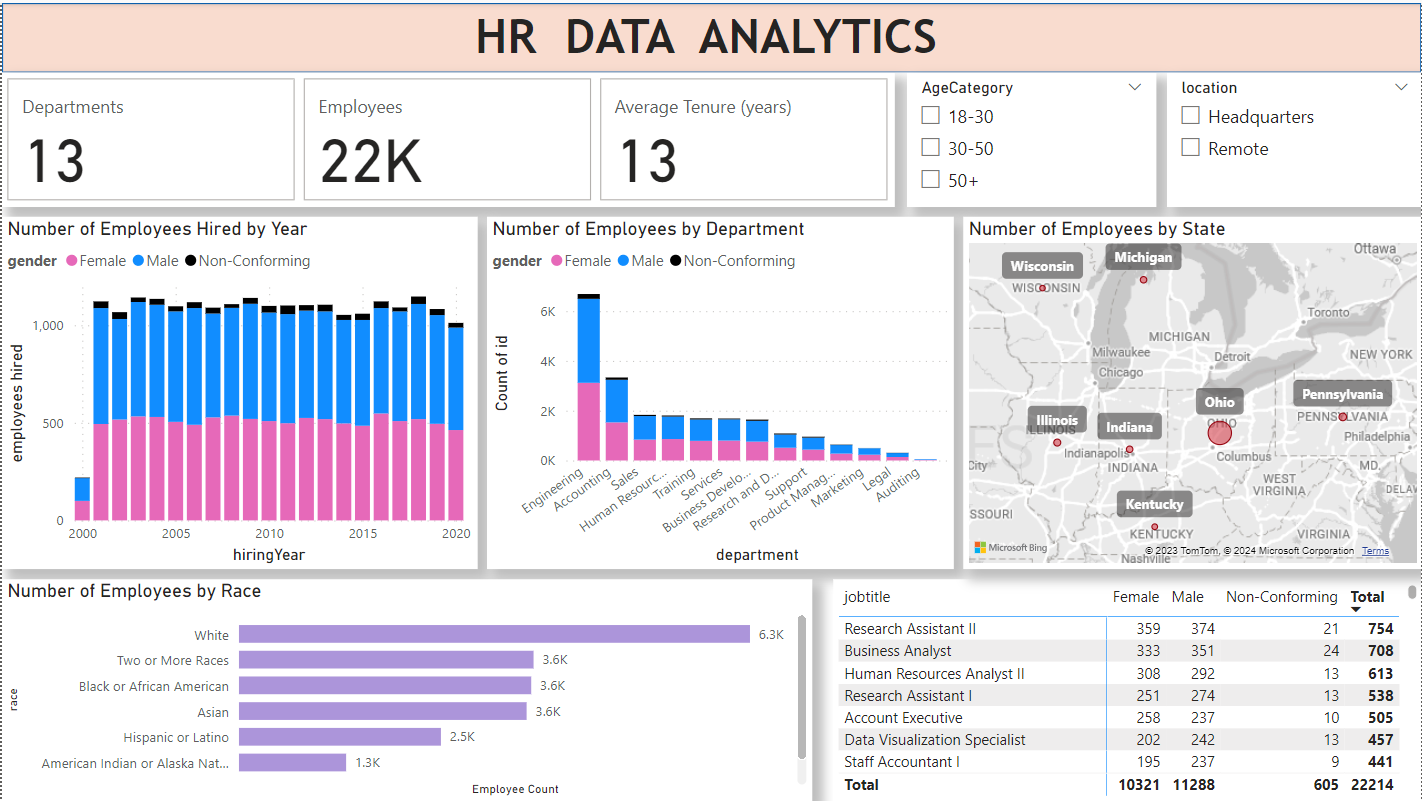 HR DATA ANALYTICS
Departments
13
Employees
22K
Average Tenure (years)
13
AgeCategory
18-30
30-50
50+
location
Headquarters
Remote
Number of Employees Hired by Year
gender Female Male Non-Conforming
employees hired
1,000
500
0
2000 2005 2010 2015 2020
hiringYear
Number of Employees by Department
gender Female Male Non-Conforming
Count of id
6K
4K
2K
0K
Engineering
Accounting
Sales
Human Resourc...
Training
Services
Business Develo...
Research and D...
Support
Product Manag...
Marketing
Legal
Auditing
department
Number of Employees by State
Ottawa
Wisconsin
Michigan
WISCONSIN
Toronto
MICHIGAN
Milwaukee
Detroit
NEW YORK
Chicago
Ohio
Pennsylvania
OHIO
PENNSYLVANIA
Illinois
Indiana
ILLINOIS
Philadelphia
Indianapolis
Columbus
City
INDIANA
MD.
WEST
VIRGINIA
DELAV
Kentucky
SSOURI
KENTUCKY
VIRGINIA
Microsoft Bing
© 2023 TomTom, © 2024 Microsoft Corporation Terms
Nashville
Number of Employees by Race
race
White 6.3K
Two or More Races 3.6K
Black or African American 3.6K
Asian 3.6K
Hispanic or Latino 2.5K
American Indian or Alaska Nat... 1.3K
Employee Count
jobtitle Female Male Non-Conforming Total
Research Assistant II 359 374 21 754
Business Analyst 333 351 24 708
Human Resources Analyst II 308 292 13 613
Research Assistant I 251 274 13 538
Account Executive 258 237 10 505
Data Visualization Specialist 202 242 13 457
Staff Accountant I 195 237 9 441
Total 10321 11288 605 22214